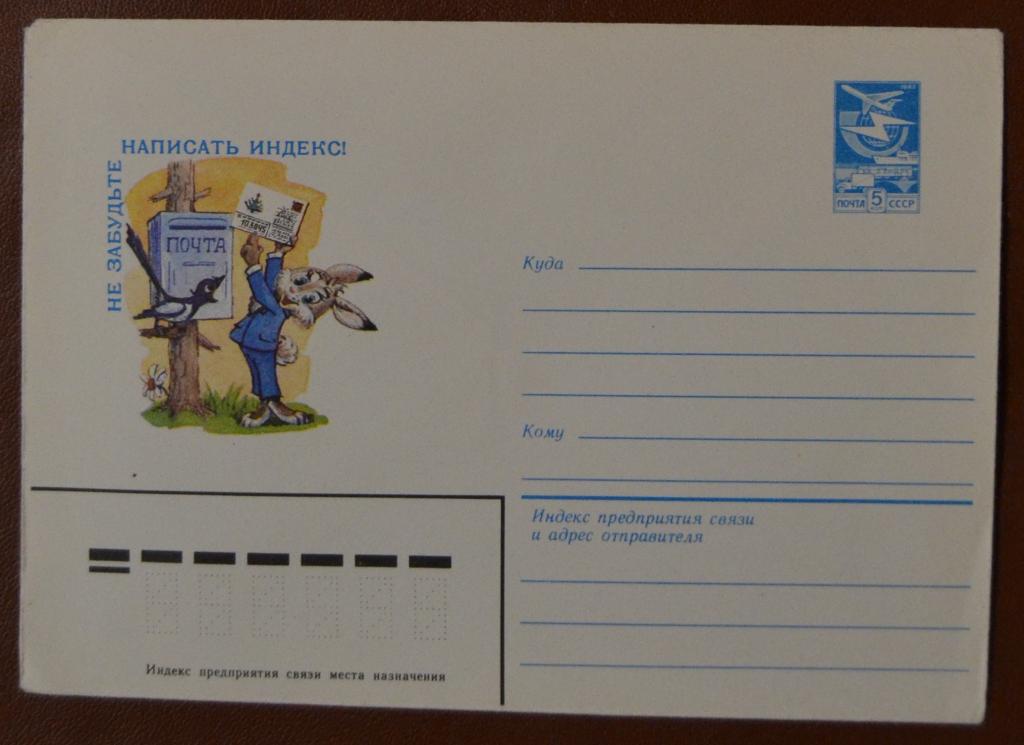 НЕ ЗАБУДЬТЕ
НАПИСАТЬ ИНДЕКС!
ПОЧТА
ПОЧТА 5 СССР
Куда
Кому
Индекс предприятия связи
и адрес отправителя
Индекс предприятия связи места назначения